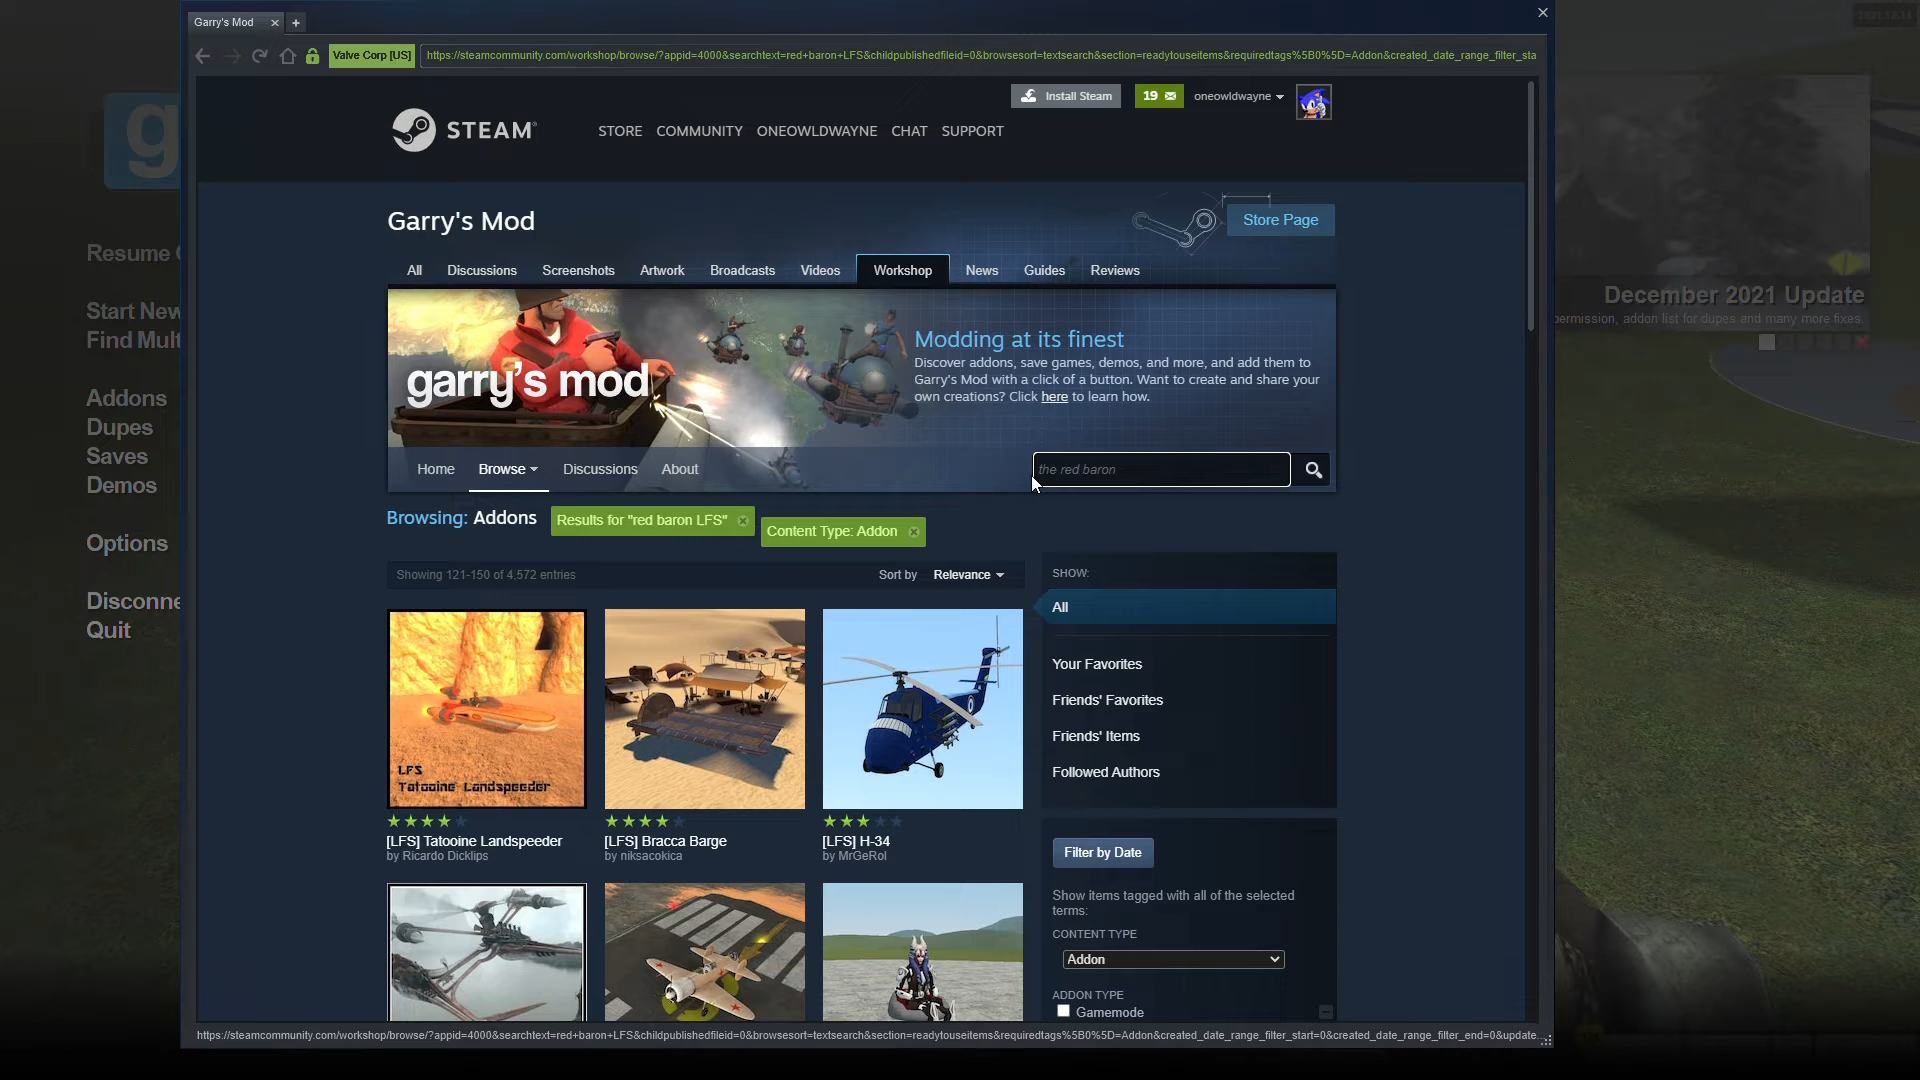 Garry's Mod
Valve Corp [US]
https://steamcommunity.com/workshop/browse/?appid=4000&searchtext=red+baron+LFS&childpublishedfileid=0&browsesort=textsearch&section=readytouseitems&requiredtags%5B0%5D=Addon&created_date_range_filter_sta
Install Steam
19
oneowldwayne
STEAM
STORE COMMUNITY ONEOWLDWAYNE CHAT SUPPORT
Garry's Mod
Store Page
All Discussions Screenshots Artwork Broadcasts Videos Workshop News Guides Reviews
garry's mod
Modding at its finest
Discover addons, save games, demos, and more, and add them to
Garry's Mod with a click of a button. Want to create and share your
own creations? Click here to learn how.
Home Browse Discussions About
the red baron
Browsing: Addons
Results for "red baron LFS"
Content Type: Addon
Showing 121-150 of 4,572 entries
Sort by Relevance
LFS
Tatooine Landspeeder
[LFS] Tatooine Landspeeder
by Ricardo Dicklips
[LFS] Bracca Barge
by niksacokica
[LFS] H-34
by MrGeRol
SHOW:
All
Your Favorites
Friends' Favorites
Friends' Items
Followed Authors
Filter by Date
Show items tagged with all of the selected
terms:
CONTENT TYPE
Addon
ADDON TYPE
Gamemode
https://steamcommunity.com/workshop/browse/?appid=4000&searchtext=red+baron+LFS&childpublishedfileid=0&browsesort=textsearch&section=readytouseitems&requiredtags%5B0%5D=Addon&created_date_range_filter_start=0&created_date_range_filter_end=0&update
g
Resume
Start New
Find Mult
Addons
Dupes
Saves
Demos
Options
Disconne
Quit
December 2021 Update
permission, addon list for dupes and many more fixes.